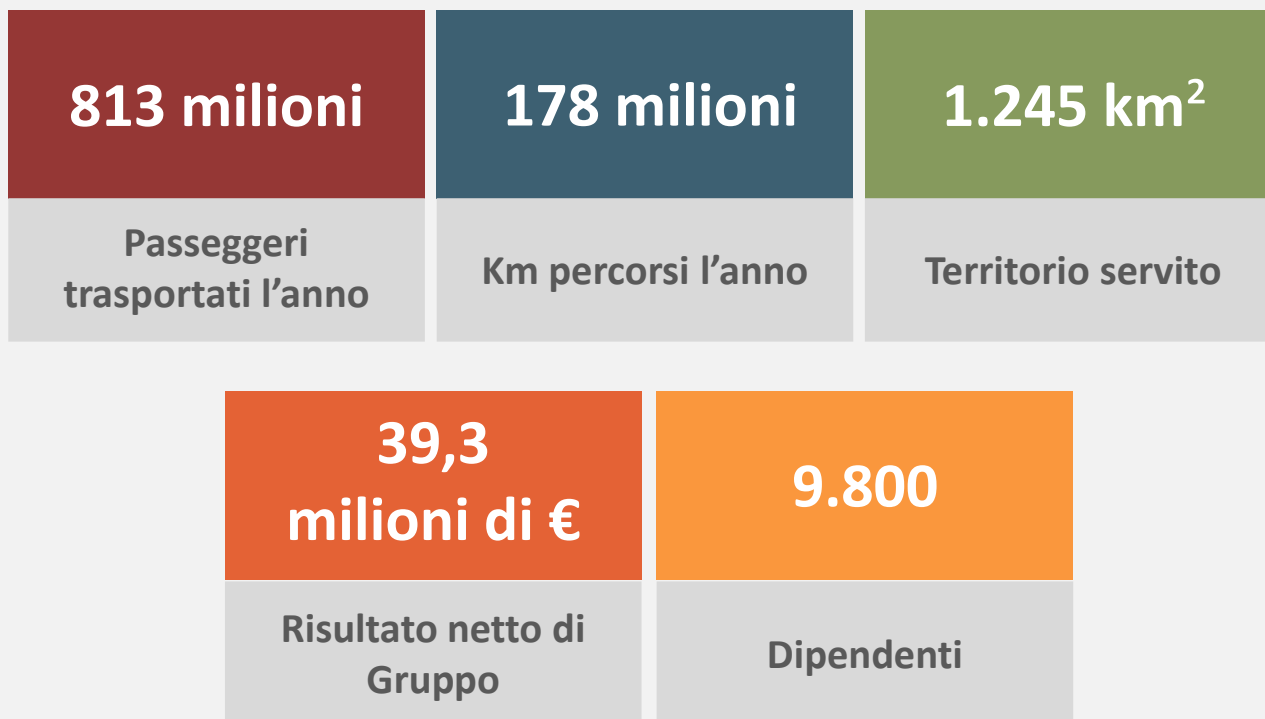 813 milioni
Passeggeri
trasportati l’anno
178 milioni
Km percorsi l’anno
1.245 km²
Territorio servito
39,3
milioni di €
Risultato netto di
Gruppo
9.800
Dipendenti